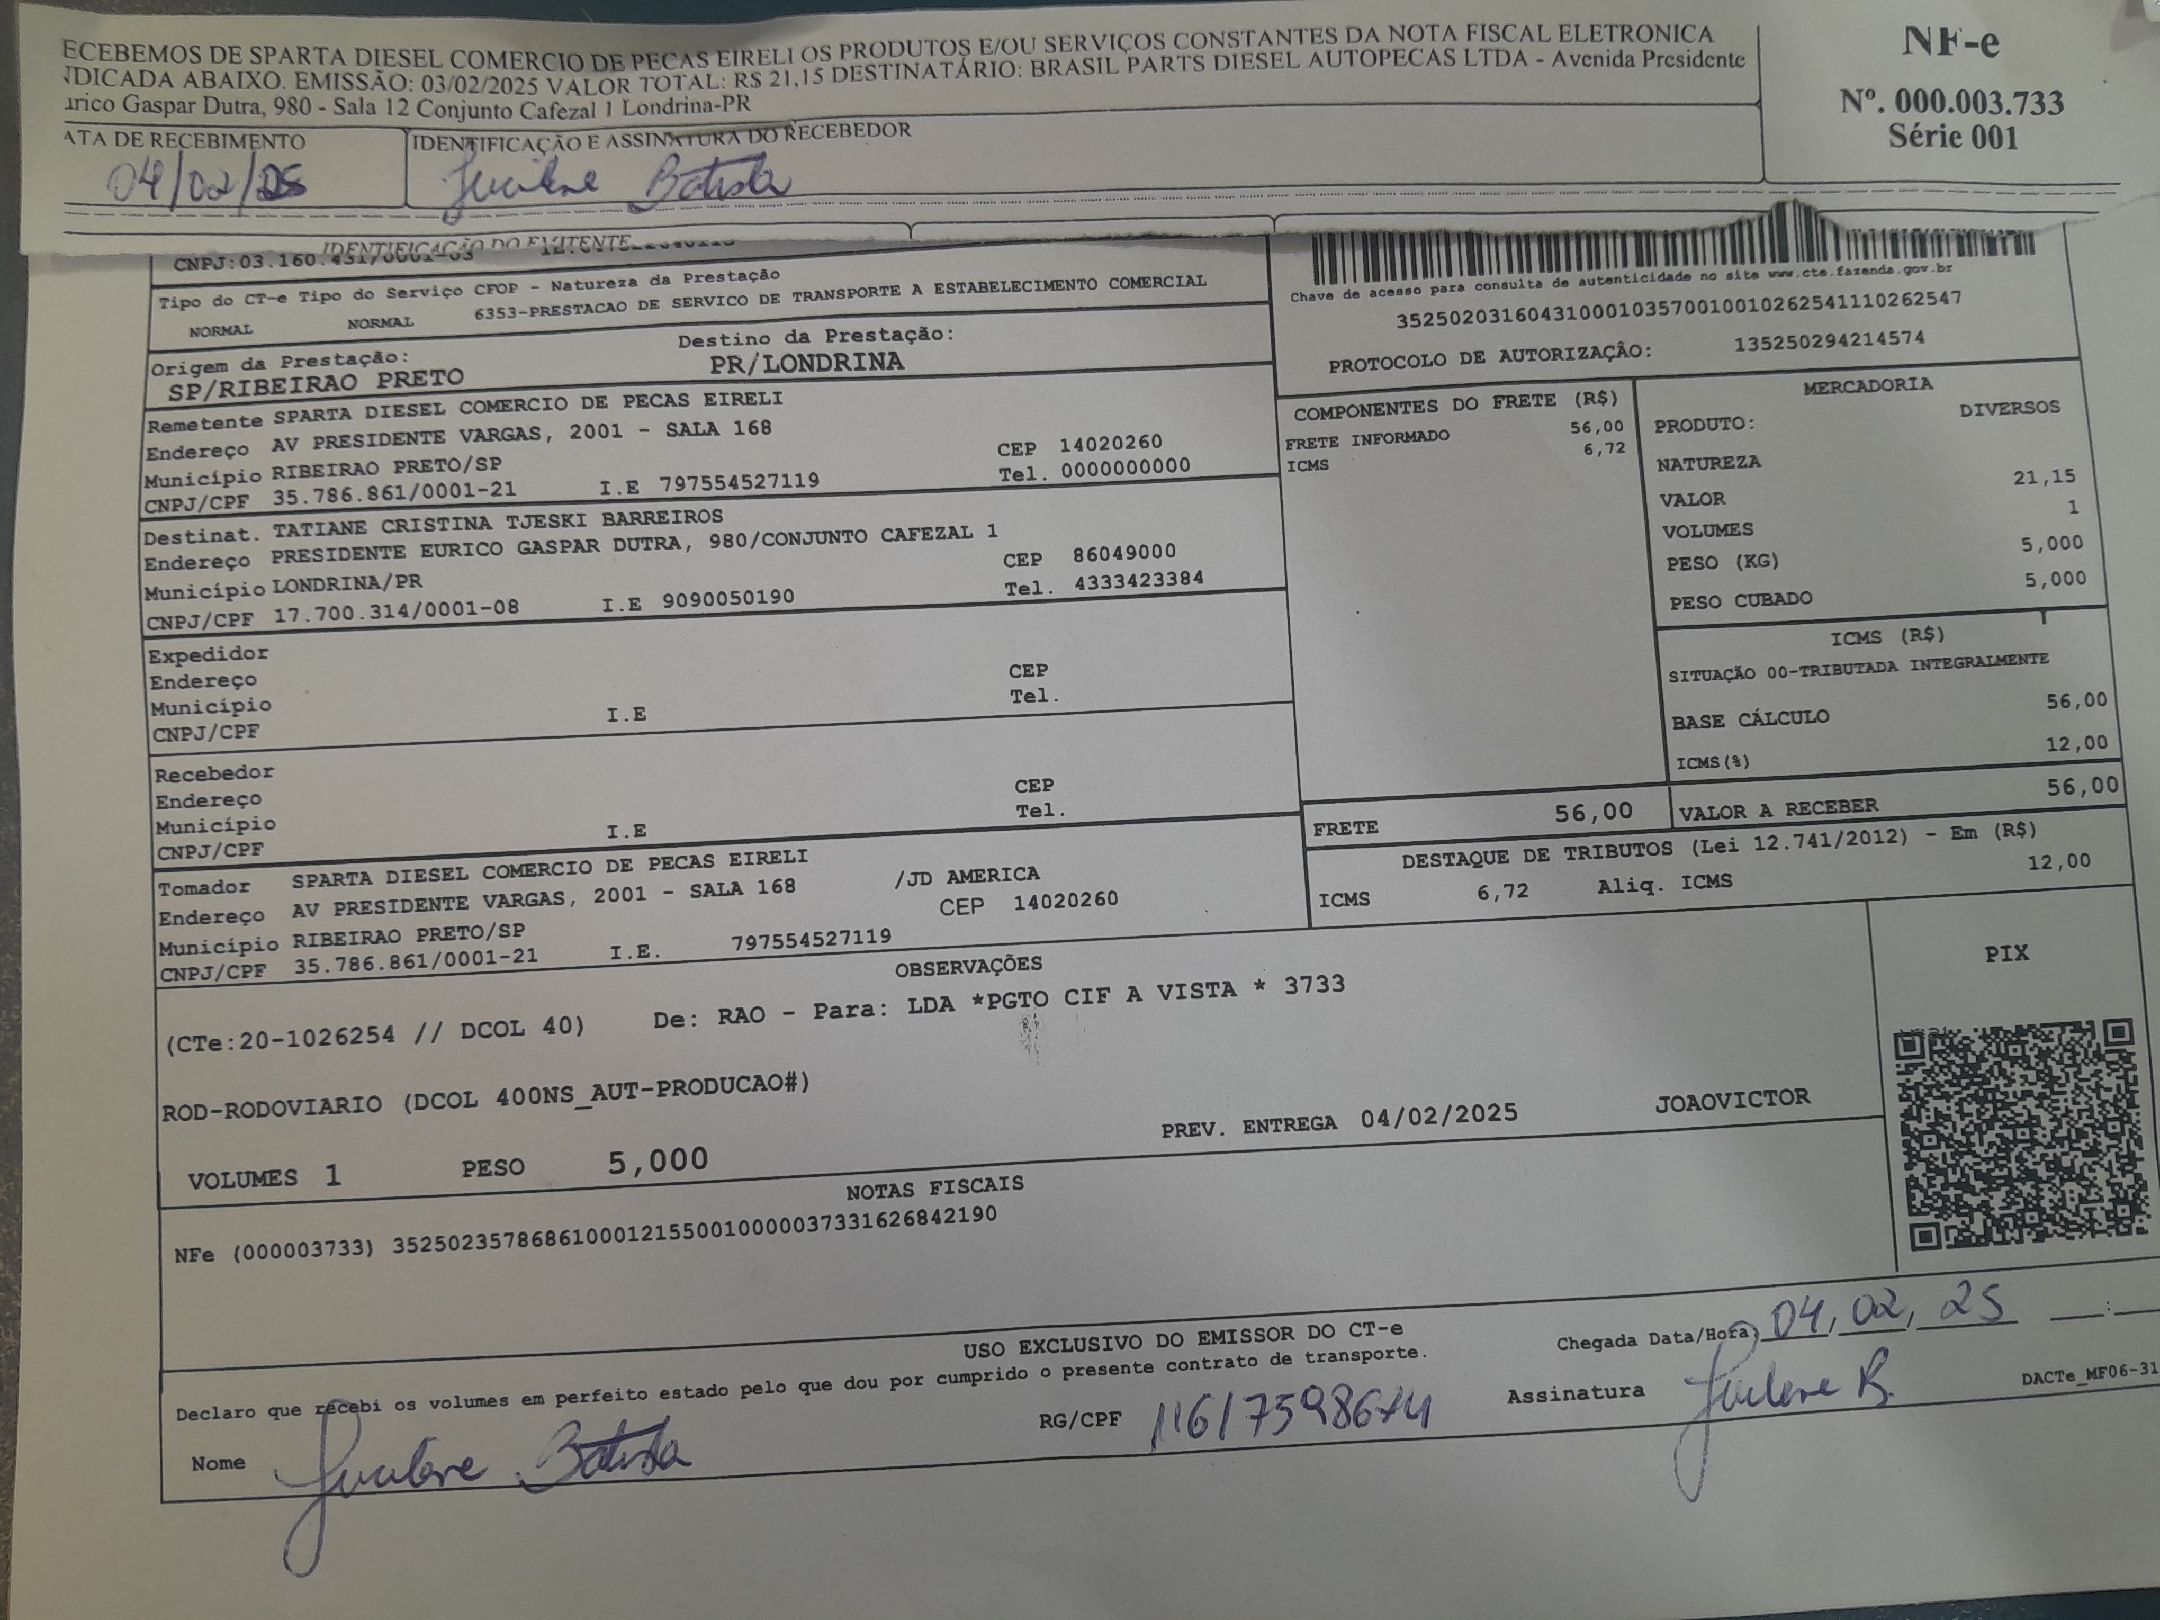 ECEBEMOS DE SPARTA DIESEL COMERCIO DE PECAS EIRELI OS PRODUTOS E/OU SERVIÇOS CONSTANTES DA NOTA FISCAL ELETRONICA
NDICADA ABAIXO. EMISSÃO: 03/02/2025 VALOR TOTAL: R$ 21,15 DESTINATÁRIO: BRASIL PARTS DIESEL AUTOPECAS LTDA - Avenida Presidente
urico Gaspar Dutra, 980 - Sala 12 Conjunto Cafezal 1 Londrina-PR
NF-e
Nº. 000.003.733
Série 001
ATA DE RECEBIMENTO
04/02/25
IDENTIFICAÇÃO E ASSINATURA DO RECEBEDOR
Jucilene Batista
IDENTIFICAÇÃO DO EMITENTE
CNPJ:03.160.431/0001-03
Tipo do CT-e Tipo do Serviço CFOP - Natureza da Prestação
NORMAL NORMAL 6353-PRESTACAO DE SERVICO DE TRANSPORTE A ESTABELECIMENTO COMERCIAL
Chave de acesso para consulta de autenticidade no site www.cte.fazenda.gov.br
35250203160431000103570010010262541110262547
PROTOCOLO DE AUTORIZAÇÃO: 135250294214574
Origem da Prestação: Destino da Prestação:
SP/RIBEIRAO PRETO PR/LONDRINA
Remetente SPARTA DIESEL COMERCIO DE PECAS EIRELI
Endereço AV PRESIDENTE VARGAS, 2001 - SALA 168 CEP 14020260
Município RIBEIRAO PRETO/SP Tel. 0000000000
CNPJ/CPF 35.786.861/0001-21 I.E 797554527119
Destinat. TATIANE CRISTINA TJESKI BARREIROS
Endereço PRESIDENTE EURICO GASPAR DUTRA, 980/CONJUNTO CAFEZAL 1 CEP 86049000
Município LONDRINA/PR Tel. 4333423384
CNPJ/CPF 17.700.314/0001-08 I.E 9090050190
Expedidor
Endereço CEP
Município Tel.
CNPJ/CPF I.E
Recebedor
Endereço CEP
Município Tel.
CNPJ/CPF I.E
Tomador SPARTA DIESEL COMERCIO DE PECAS EIRELI
Endereço AV PRESIDENTE VARGAS, 2001 - SALA 168 /JD AMERICA
Município RIBEIRAO PRETO/SP CEP 14020260
CNPJ/CPF 35.786.861/0001-21 I.E. 797554527119
COMPONENTES DO FRETE (R$)
FRETE INFORMADO 56,00
ICMS 6,72
MERCADORIA
PRODUTO: DIVERSOS
NATUREZA
VALOR 21,15
VOLUMES 1
PESO (KG) 5,000
PESO CUBADO 5,000
ICMS (R$)
SITUAÇÃO 00-TRIBUTADA INTEGRALMENTE
BASE CÁLCULO 56,00
ICMS(%) 12,00
FRETE 56,00 VALOR A RECEBER 56,00
DESTAQUE DE TRIBUTOS (Lei 12.741/2012) - Em (R$)
ICMS 6,72 Aliq. ICMS 12,00
OBSERVAÇÕES
(CTe:20-1026254 // DCOL 40) De: RAO - Para: LDA *PGTO CIF A VISTA * 3733
ROD-RODOVIARIO (DCOL 400NS_AUT-PRODUCAO#)
PREV. ENTREGA 04/02/2025 JOAOVICTOR
VOLUMES 1 PESO 5,000
PIX
NOTAS FISCAIS
NFe (000003733) 35250235786861000121550010000037331626842190
USO EXCLUSIVO DO EMISSOR DO CT-e
Declaro que recebi os volumes em perfeito estado pelo que dou por cumprido o presente contrato de transporte.
Chegada Data/Hora 04, 02, 25 __:__
Nome Jucilene Batista
RG/CPF
Assinatura Jucilene B.
DACTe_MF06-31